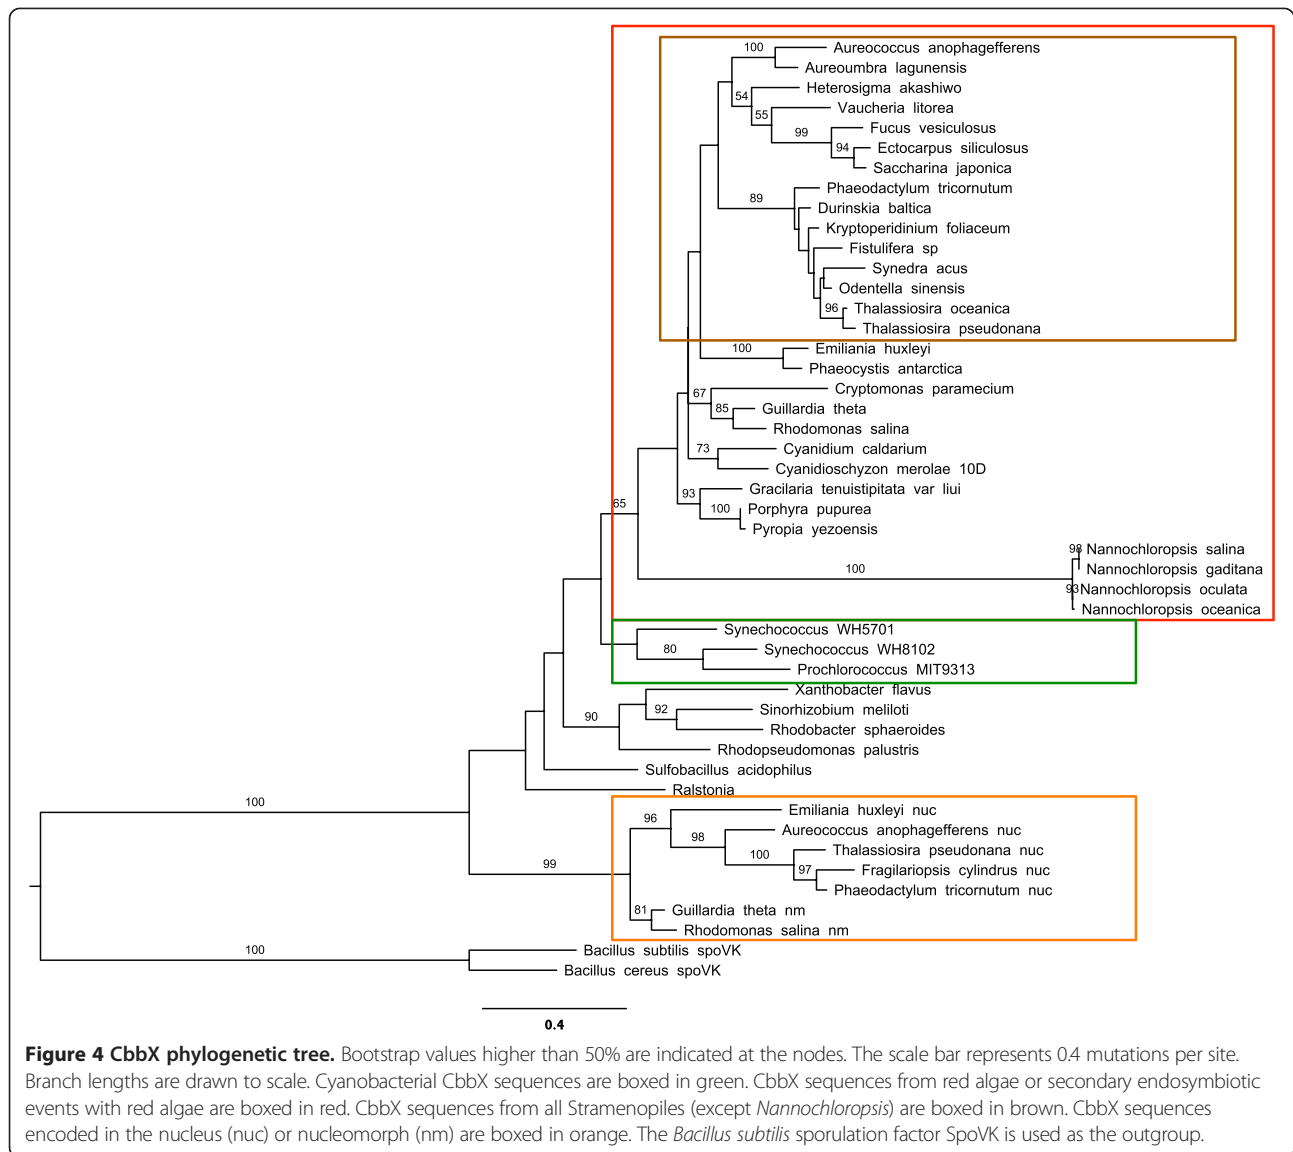 100 Aureococcus anophagefferens
Aureoumbra lagunensis
54 Heterosigma akashiwo
55 Vaucheria litorea
99 Fucus vesiculosus
94 Ectocarpus siliculosus
Saccharina japonica
Phaeodactylum tricornutum
89 Durinskia baltica
Kryptoperidinium foliaceum
Fistulifera sp
Synedra acus
Odentella sinensis
96 Thalassiosira oceanica
Thalassiosira pseudonana
100 Emiliania huxleyi
Phaeocystis antarctica
67 Cryptomonas paramecium
85 Guillardia theta
Rhodomonas salina
73 Cyanidium caldarium
Cyanidioschyzon merolae 10D
93 Gracilaria tenuistipitata var liui
65 100 Porphyra pupurea
Pyropia yezoensis
98 Nannochloropsis salina
100 Nannochloropsis gaditana
93 Nannochloropsis oculata
Nannochloropsis oceanica
Synechococcus WH5701
80 Synechococcus WH8102
Prochlorococcus MIT9313
Xanthobacter flavus
90 92 Sinorhizobium meliloti
Rhodobacter sphaeroides
Rhodopseudomonas palustris
Sulfobacillus acidophilus
Ralstonia
100 Emiliania huxleyi nuc
96 Aureococcus anophagefferens nuc
98 Thalassiosira pseudonana nuc
99 100 97 Fragilariopsis cylindrus nuc
Phaeodactylum tricornutum nuc
81 Guillardia theta nm
Rhodomonas salina nm
100 Bacillus subtilis spoVK
Bacillus cereus spoVK
0.4
Figure 4 CbbX phylogenetic tree. Bootstrap values higher than 50% are indicated at the nodes. The scale bar represents 0.4 mutations per site.
Branch lengths are drawn to scale. Cyanobacterial CbbX sequences are boxed in green. CbbX sequences from red algae or secondary endosymbiotic
events with red algae are boxed in red. CbbX sequences from all Stramenopiles (except Nannochloropsis) are boxed in brown. CbbX sequences
encoded in the nucleus (nuc) or nucleomorph (nm) are boxed in orange. The Bacillus subtilis sporulation factor SpoVK is used as the outgroup.